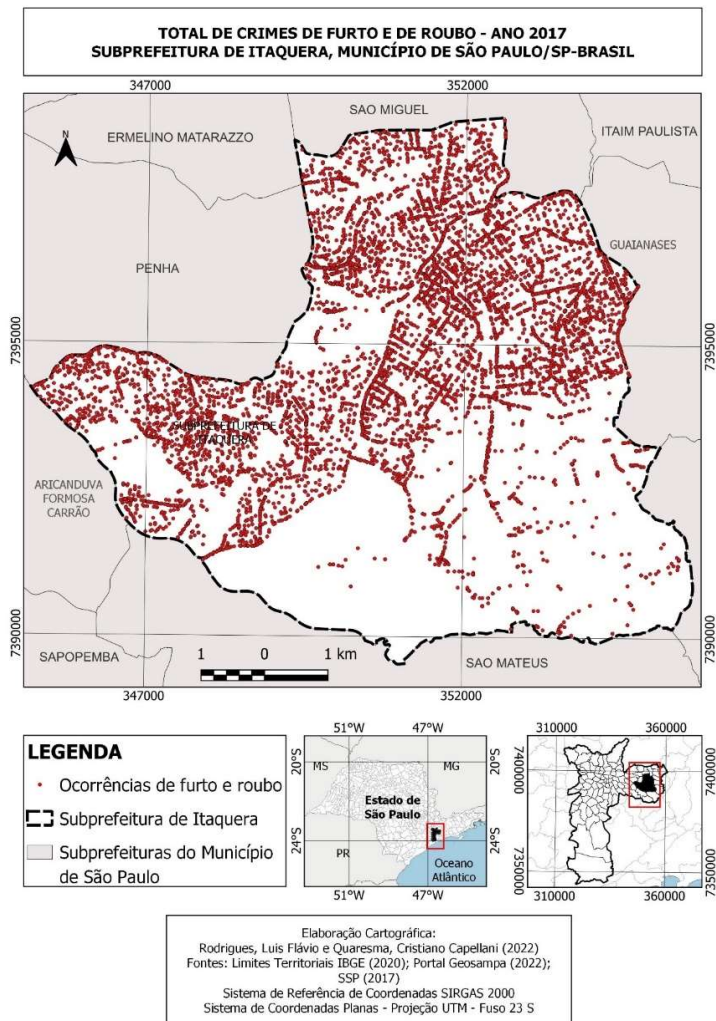 TOTAL DE CRIMES DE FURTO E DE ROUBO - ANO 2017
SUBPREFEITURA DE ITAQUERA, MUNICÍPIO DE SÃO PAULO/SP-BRASIL
347000
352000
SAO MIGUEL
ERMELINO MATARAZZO
ITAIM PAULISTA
N
GUAIANASES
PENHA
7395000
7395000
SUBPREFEITURA DE
ITAQUERA
ARICANDUVA
FORMOSA
CARRÃO
7390000
7390000
SAPOPEMBA
1 0 1 km
SAO MATEUS
347000
352000
LEGENDA
Ocorrências de furto e roubo
Subprefeitura de Itaquera
Subprefeituras do Município
de São Paulo
51°W
47°W
20°S
20°S
MS
MG
Estado de
São Paulo
24°S
24°S
PR
Oceano
Atlântico
51°W
47°W
310000
360000
7400000
7400000
7350000
7350000
310000
360000
Elaboração Cartográfica:
Rodrigues, Luis Flávio e Quaresma, Cristiano Capellani (2022)
Fontes: Limites Territoriais IBGE (2020); Portal Geosampa (2022);
SSP (2017)
Sistema de Referência de Coordenadas SIRGAS 2000
Sistema de Coordenadas Planas - Projeção UTM - Fuso 23 S